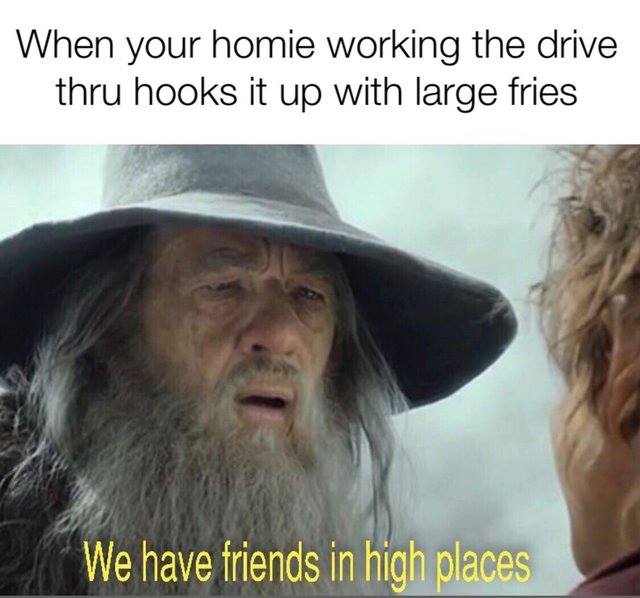 When your homie working the drive
thru hooks it up with large fries
We have friends in high places